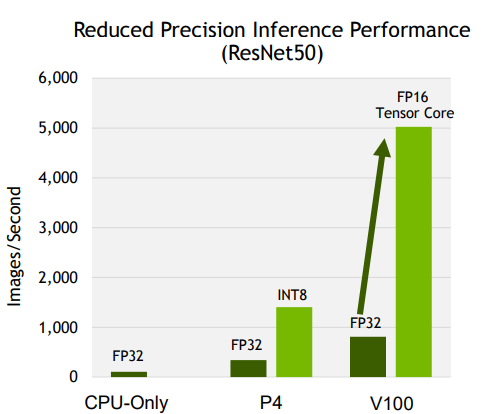 Reduced Precision Inference Performance
(ResNet50)
6,000
5,000
4,000
3,000
2,000
1,000
0
Images/Second
FP32
FP32
INT8
FP32
FP16
Tensor Core
CPU-Only
P4
V100